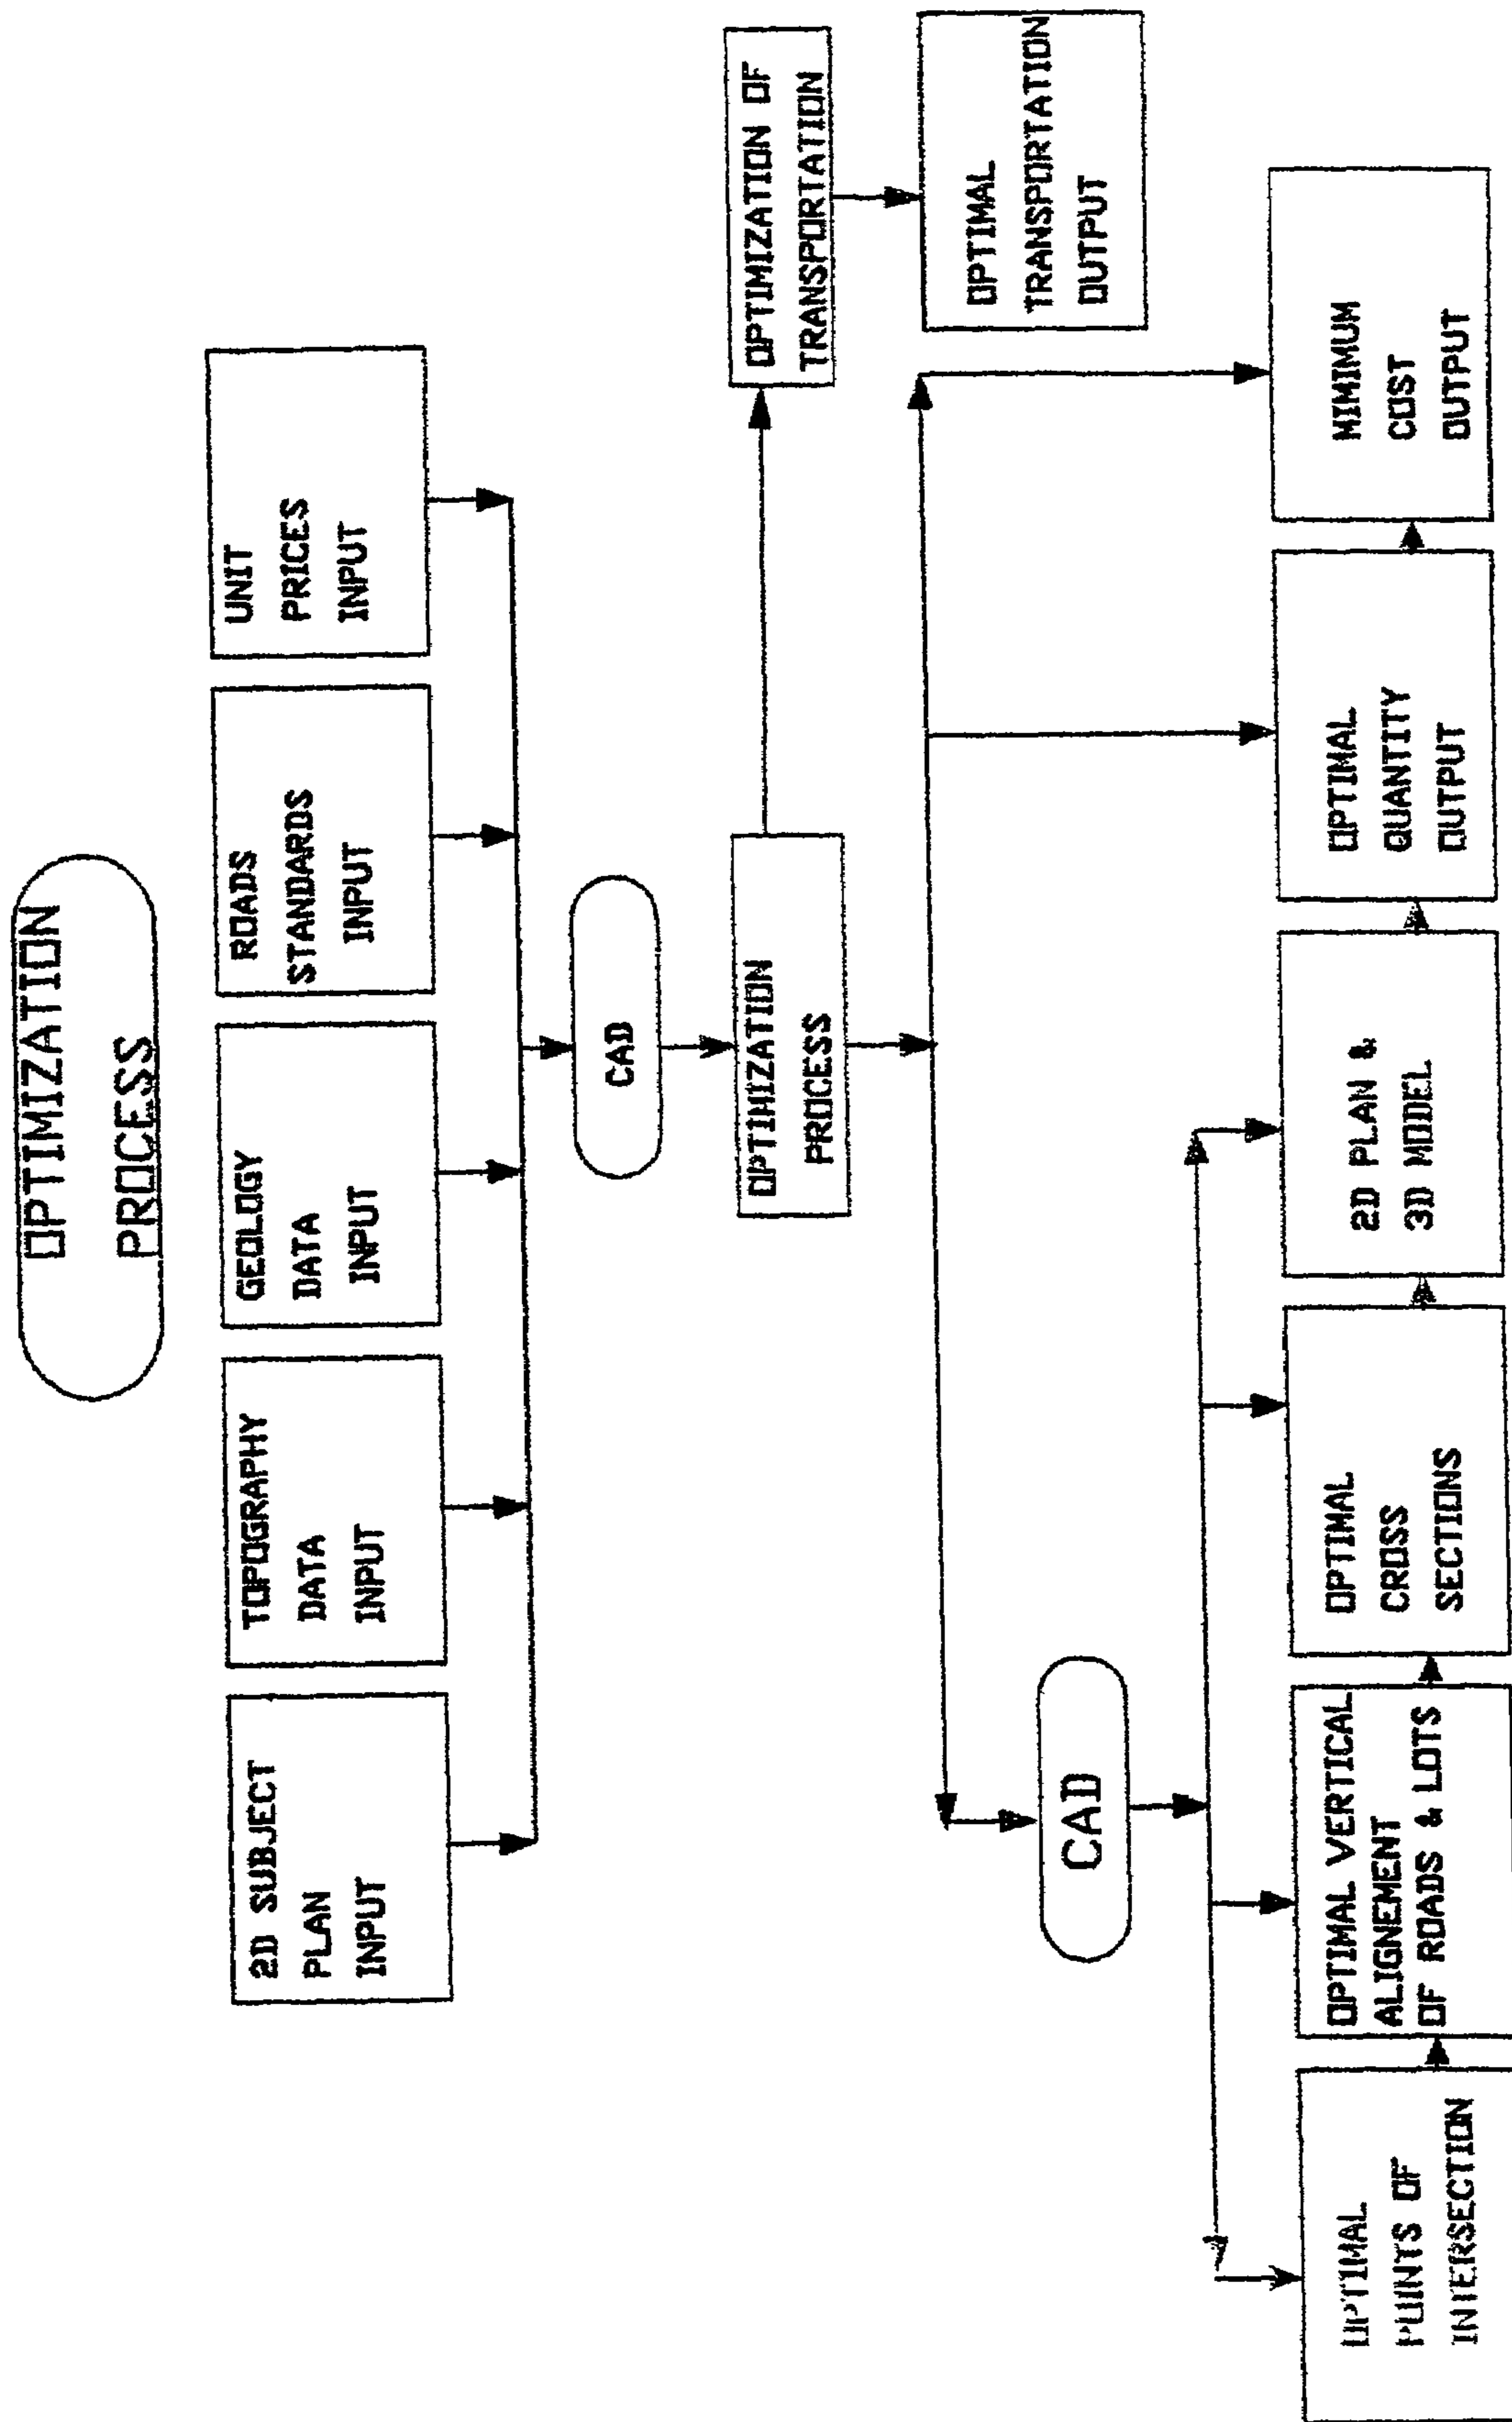 OPTIMIZATION
PROCESS
2D SUBJECT
PLAN
INPUT
TOPOGRAPHY
DATA
INPUT
GEOLOGY
DATA
INPUT
ROADS
STANDARDS
INPUT
UNIT
PRICES
INPUT
CAD
OPTIMIZATION
PROCESS
OPTIMIZATION OF
TRANSPORTATION
OPTIMAL
TRANSPORTATION
OUTPUT
CAD
OPTIMAL
POINTS OF
INTERSECTION
OPTIMAL VERTICAL
ALIGNEMENT
OF ROADS & LOTS
OPTIMAL
CROSS
SECTIONS
2D PLAN &
3D MODEL
OPTIMAL
QUANTITY
OUTPUT
MIMIMUM
COST
OUTPUT